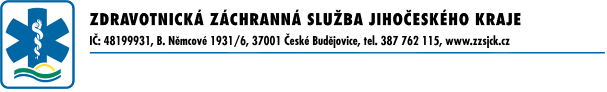 ZDRAVOTNICKÁ ZÁCHRANNÁ SLUŽBA JIHOČESKÉHO KRAJE
IČ: 48199931, B. Němcové 1931/6, 37001 České Budějovice, tel. 387 762 115, www.zzsjck.cz